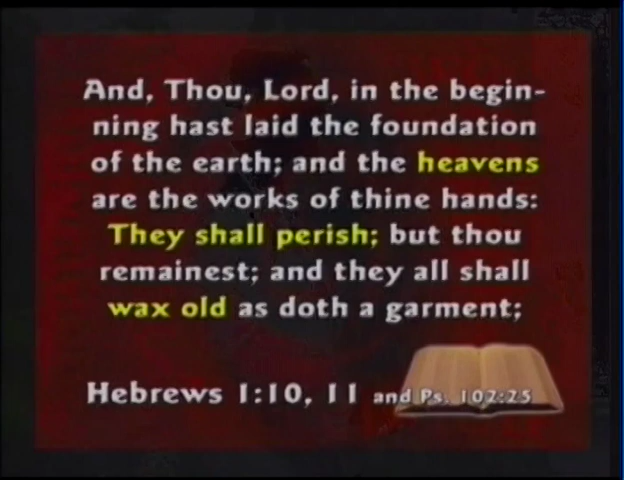 And, Thou, Lord, in the begin-
ning hast laid the foundation
of the earth; and the heavens
are the works of thine hands:
They shall perish; but thou
remainest; and they all shall
wax old as doth a garment;
Hebrews 1:10, 11 and Ps. 102:25